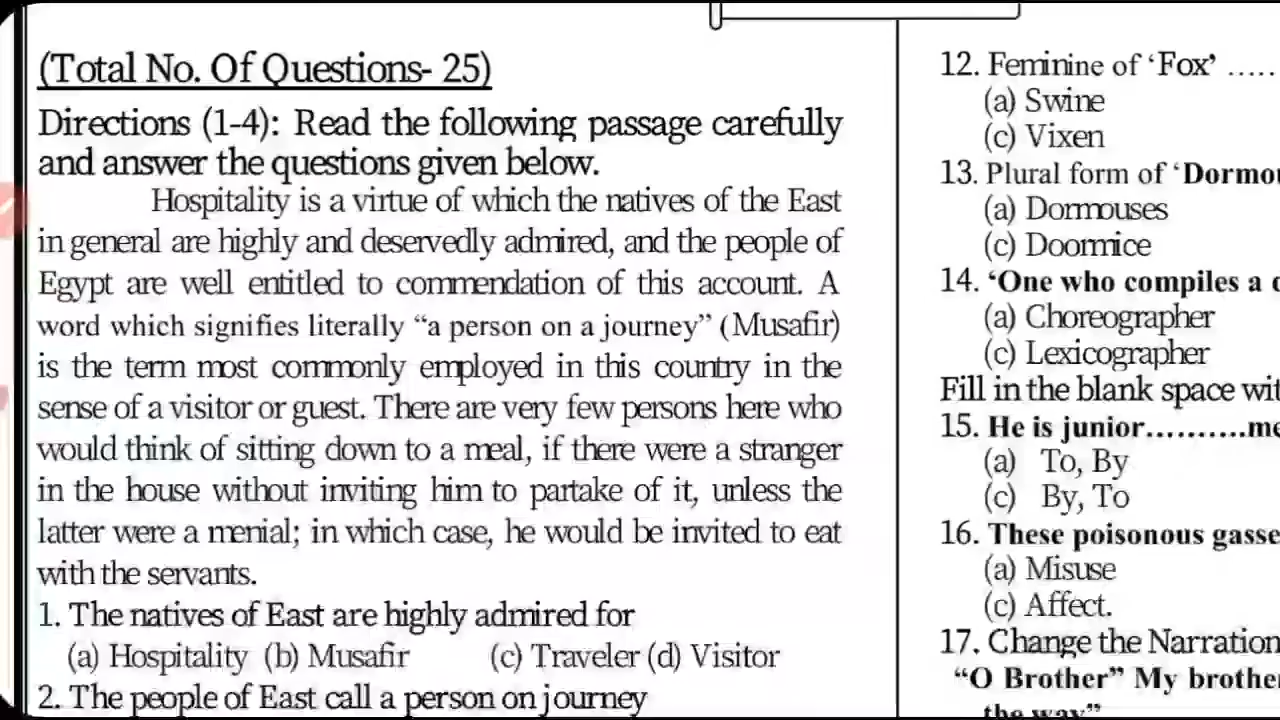 (Total No. Of Questions- 25)
Directions (1-4): Read the following passage carefully
and answer the questions given below.
Hospitality is a virtue of which the natives of the East
in general are highly and deservedly admired, and the people of
Egypt are well entitled to commendation of this account. A
word which signifies literally “a person on a journey” (Musafir)
is the term most commonly employed in this country in the
sense of a visitor or guest. There are very few persons here who
would think of sitting down to a meal, if there were a stranger
in the house without inviting him to partake of it, unless the
latter were a menial; in which case, he would be invited to eat
with the servants.
1. The natives of East are highly admired for
(a) Hospitality (b) Musafir (c) Traveler (d) Visitor
2. The people of East call a person on journey
12. Feminine of ‘Fox’ .....
(a) Swine
(c) Vixen
13. Plural form of ‘Dormou
(a) Dormouses
(c) Doormice
14. ‘One who compiles a
(a) Choreographer
(c) Lexicographer
Fill in the blank space wit
15. He is junior..........me
(a) To, By
(c) By, To
16. These poisonous gasse
(a) Misuse
(c) Affect.
17. Change the Narration
“O Brother” My brothe
the way”